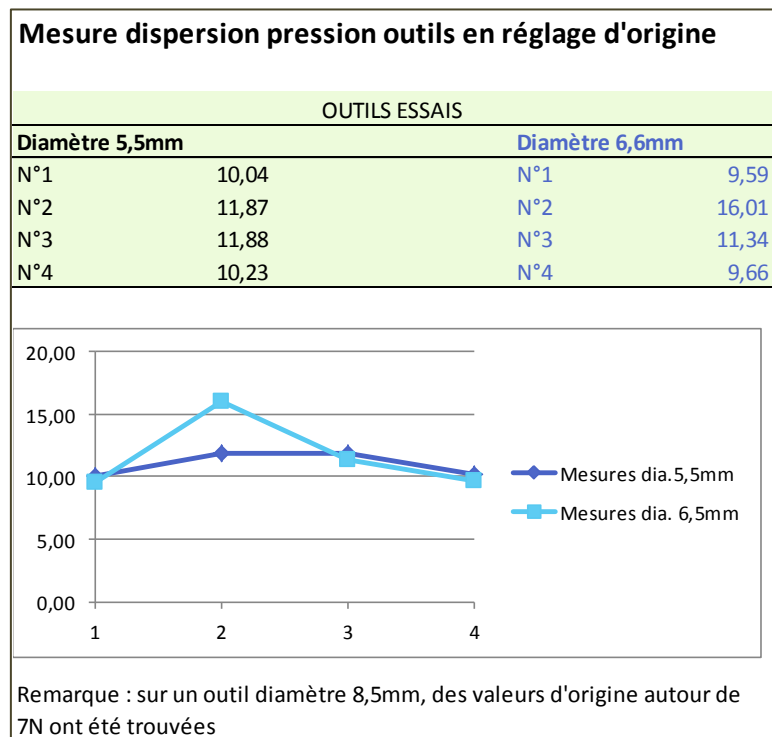 Mesure dispersion pression outils en réglage d'origine
OUTILS ESSAIS
Diamètre 5,5mm Diamètre 6,6mm
N°1 10,04 N°1 9,59
N°2 11,87 N°2 16,01
N°3 11,88 N°3 11,34
N°4 10,23 N°4 9,66
20,00
15,00
10,00
5,00
0,00
1 2 3 4
Mesures dia.5,5mm
Mesures dia. 6,5mm
Remarque : sur un outil diamètre 8,5mm, des valeurs d'origine autour de
7N ont été trouvées